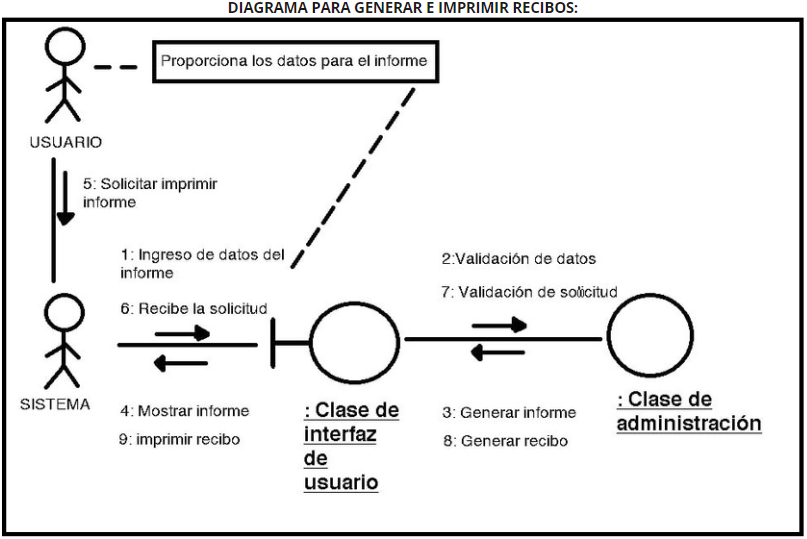 DIAGRAMA PARA GENERAR E IMPRIMIR RECIBOS:
Proporciona los datos para el informe
USUARIO
5: Solicitar imprimir
informe
1: Ingreso de datos del
informe
6: Recibe la solicitud
2:Validación de datos
7: Validación de solicitud
SISTEMA
4: Mostrar informe
9: imprimir recibo
: Clase de
interfaz
de
usuario
3: Generar informe
8: Generar recibo
: Clase de
administración